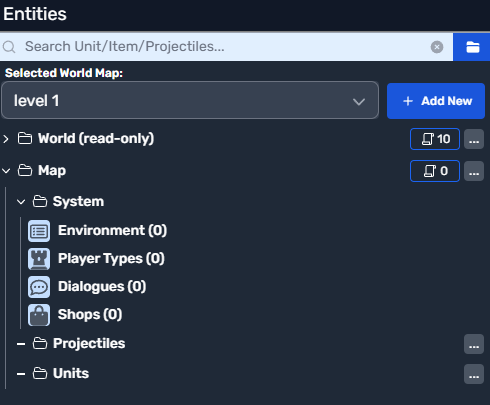 Entities
Search Unit/Item/Projectiles...
Selected World Map:
level 1
+ Add New
World (read-only) 10 ...
Map 0 ...
System
Environment (0)
Player Types (0)
Dialogues (0)
Shops (0)
Projectiles ...
Units ...